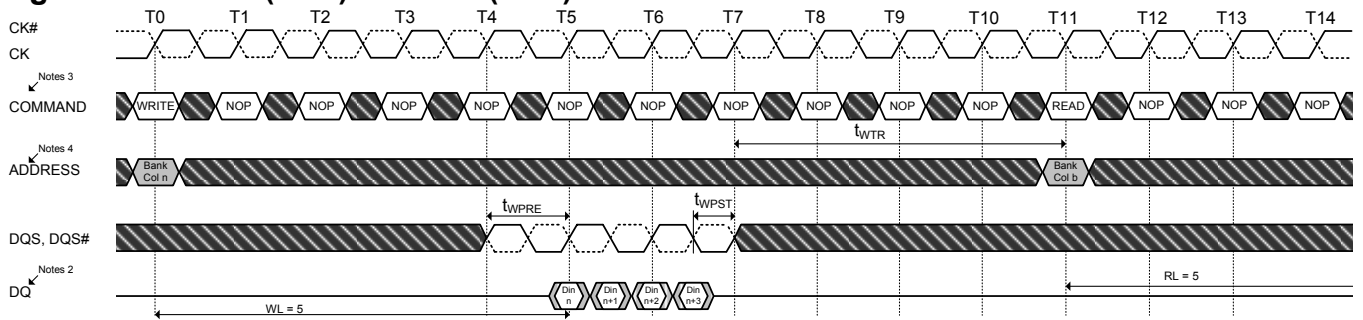 T0 T1 T2 T3 T4 T5 T6 T7 T8 T9 T10 T11 T12 T13 T14
CK#
CK
Notes 3
COMMAND WRITE NOP NOP NOP NOP NOP NOP NOP NOP NOP NOP READ NOP NOP NOP
tWTR
Notes 4
ADDRESS Bank Col n Bank Col b
tWPRE tWPST
DQS, DQS#
Notes 2
DQ Din n Din n+1 Din n+2 Din n+3
RL = 5
WL = 5